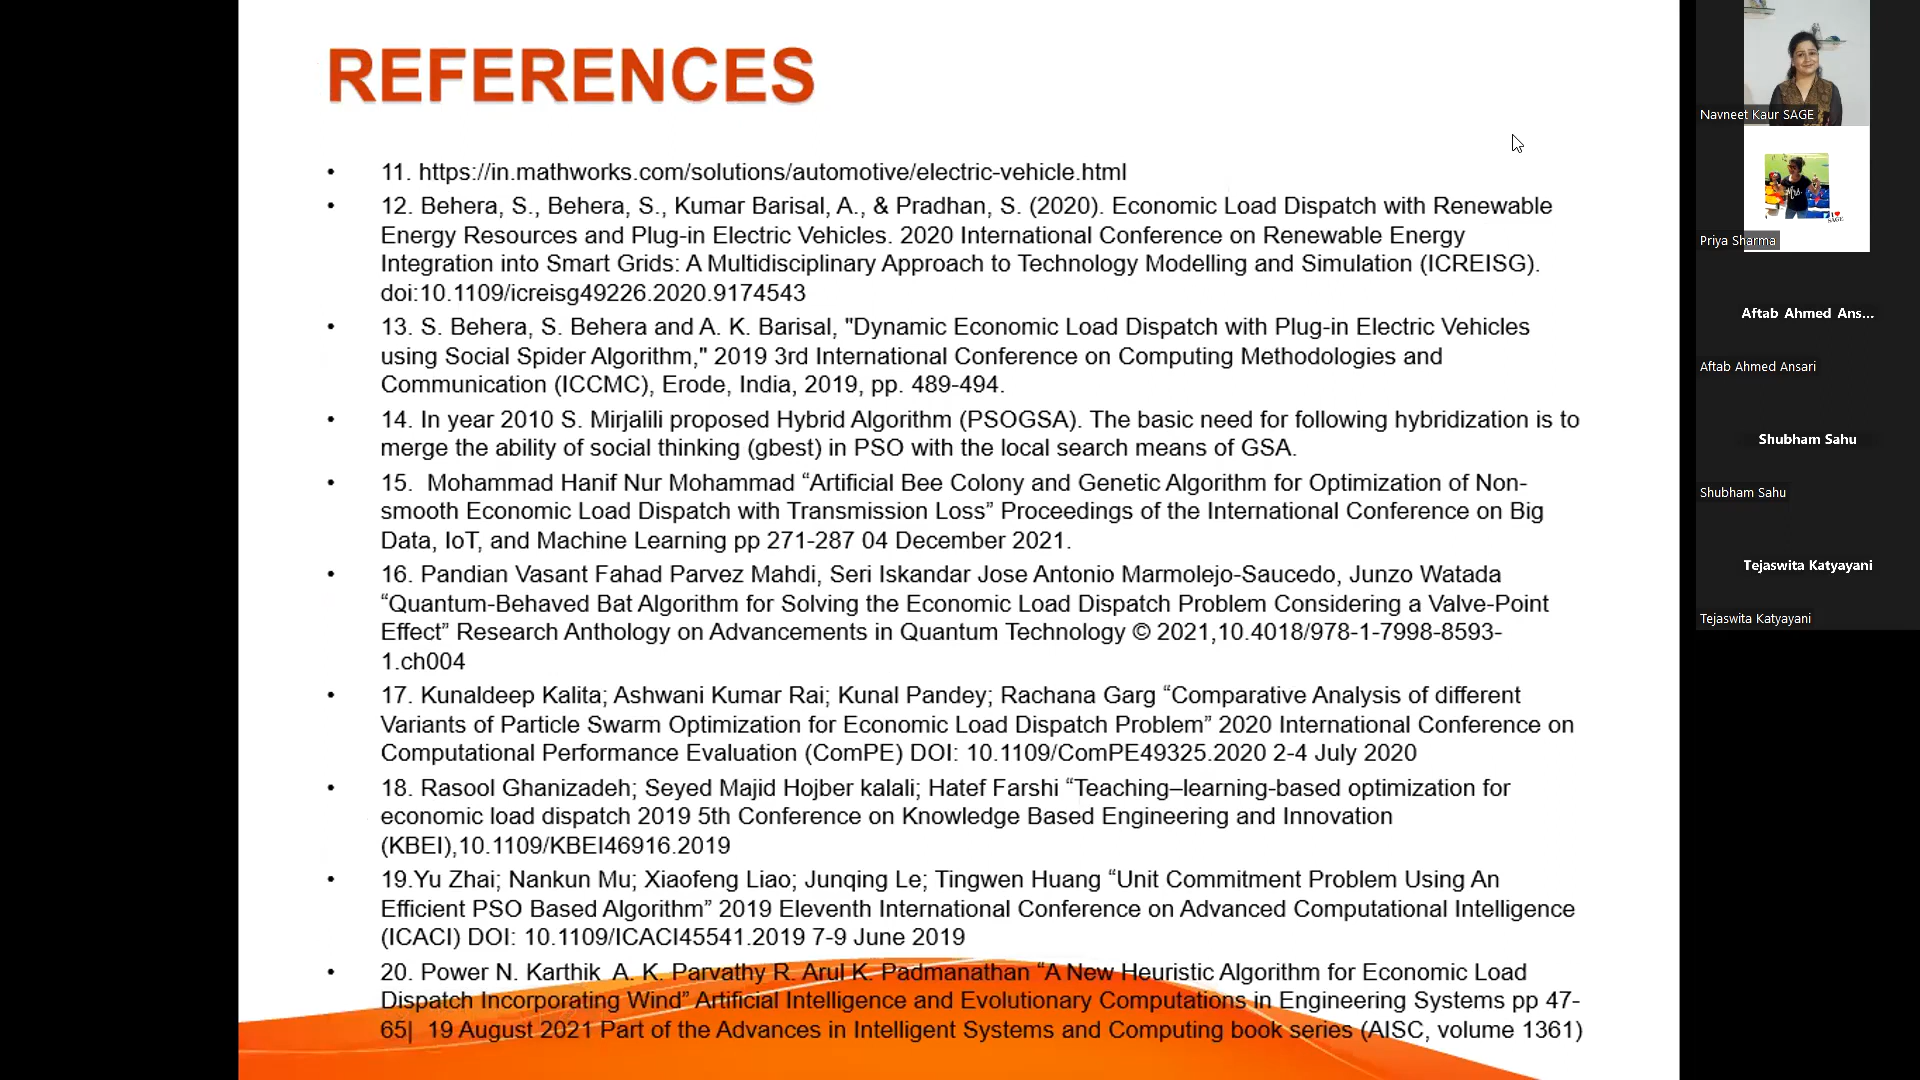 REFERENCES
• 11. https://in.mathworks.com/solutions/automotive/electric-vehicle.html
• 12. Behera, S., Behera, S., Kumar Barisal, A., & Pradhan, S. (2020). Economic Load Dispatch with Renewable
Energy Resources and Plug-in Electric Vehicles. 2020 International Conference on Renewable Energy
Integration into Smart Grids: A Multidisciplinary Approach to Technology Modelling and Simulation (ICREISG).
doi:10.1109/icreisg49226.2020.9174543
• 13. S. Behera, S. Behera and A. K. Barisal, "Dynamic Economic Load Dispatch with Plug-in Electric Vehicles
using Social Spider Algorithm," 2019 3rd International Conference on Computing Methodologies and
Communication (ICCMC), Erode, India, 2019, pp. 489-494.
• 14. In year 2010 S. Mirjalili proposed Hybrid Algorithm (PSOGSA). The basic need for following hybridization is to
merge the ability of social thinking (gbest) in PSO with the local search means of GSA.
• 15. Mohammad Hanif Nur Mohammad “Artificial Bee Colony and Genetic Algorithm for Optimization of Non-
smooth Economic Load Dispatch with Transmission Loss” Proceedings of the International Conference on Big
Data, IoT, and Machine Learning pp 271-287 04 December 2021.
• 16. Pandian Vasant Fahad Parvez Mahdi, Seri Iskandar Jose Antonio Marmolejo-Saucedo, Junzo Watada
“Quantum-Behaved Bat Algorithm for Solving the Economic Load Dispatch Problem Considering a Valve-Point
Effect” Research Anthology on Advancements in Quantum Technology © 2021,10.4018/978-1-7998-8593-
1.ch004
• 17. Kunaldeep Kalita; Ashwani Kumar Rai; Kunal Pandey; Rachana Garg “Comparative Analysis of different
Variants of Particle Swarm Optimization for Economic Load Dispatch Problem” 2020 International Conference on
Computational Performance Evaluation (ComPE) DOI: 10.1109/ComPE49325.2020 2-4 July 2020
• 18. Rasool Ghanizadeh; Seyed Majid Hojber kalali; Hatef Farshi “Teaching–learning-based optimization for
economic load dispatch 2019 5th Conference on Knowledge Based Engineering and Innovation
(KBEI),10.1109/KBEI46916.2019
• 19.Yu Zhai; Nankun Mu; Xiaofeng Liao; Junqing Le; Tingwen Huang “Unit Commitment Problem Using An
Efficient PSO Based Algorithm” 2019 Eleventh International Conference on Advanced Computational Intelligence
(ICACI) DOI: 10.1109/ICACI45541.2019 7-9 June 2019
• 20. Power N. Karthik A. K. Parvathy R. Arul K. Padmanathan “A New Heuristic Algorithm for Economic Load
Dispatch Incorporating Wind” Artificial Intelligence and Evolutionary Computations in Engineering Systems pp 47-
65| 19 August 2021 Part of the Advances in Intelligent Systems and Computing book series (AISC, volume 1361)
Navneet Kaur SAGE
Mrs.
SAGE
Priya Sharma
Aftab Ahmed Ans...
Aftab Ahmed Ansari
Shubham Sahu
Shubham Sahu
Tejaswita Katyayani
Tejaswita Katyayani